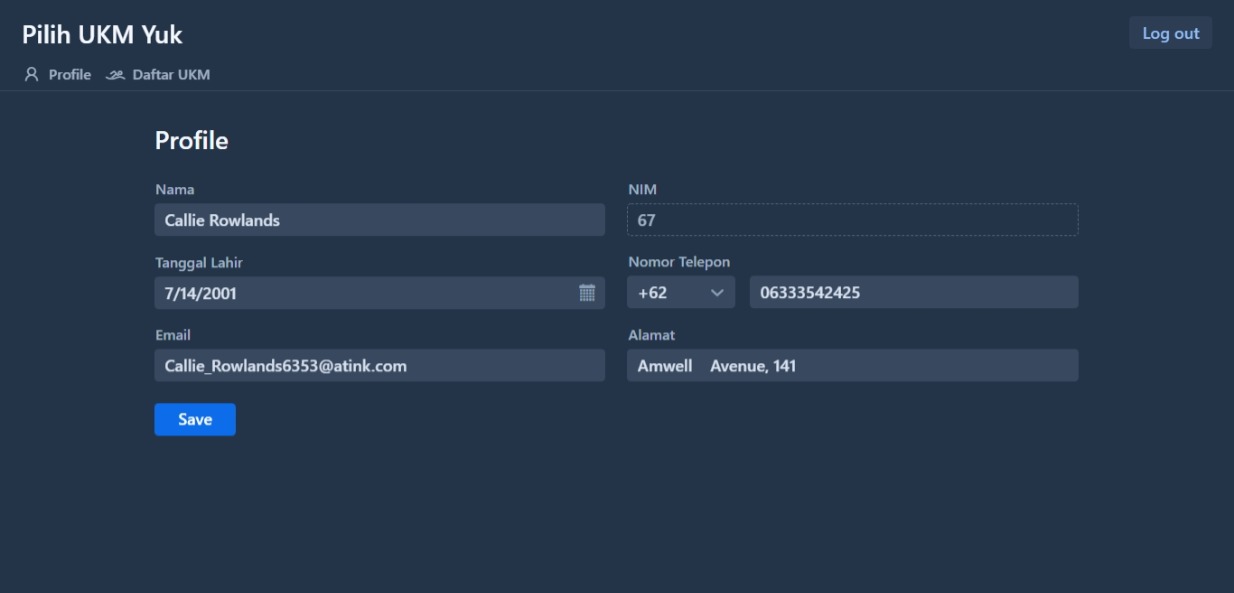 Pilih UKM Yuk
Log out
Profile
Daftar UKM
Profile
Nama
NIM
Callie Rowlands
67
Tanggal Lahir
Nomor Telepon
7/14/2001
+62
06333542425
Email
Alamat
Callie_Rowlands6353@atink.com
Amwell Avenue, 141
Save